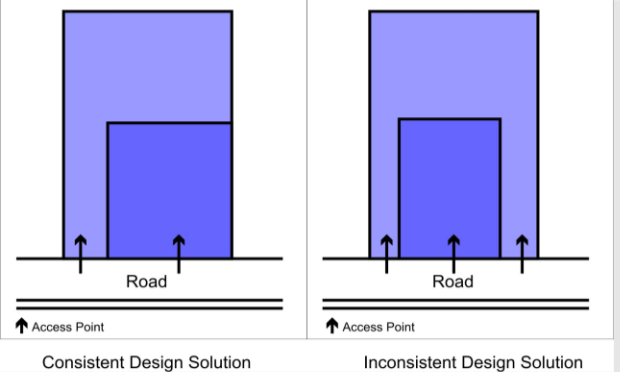 Road
Access Point
Consistent Design Solution
Road
Access Point
Inconsistent Design Solution